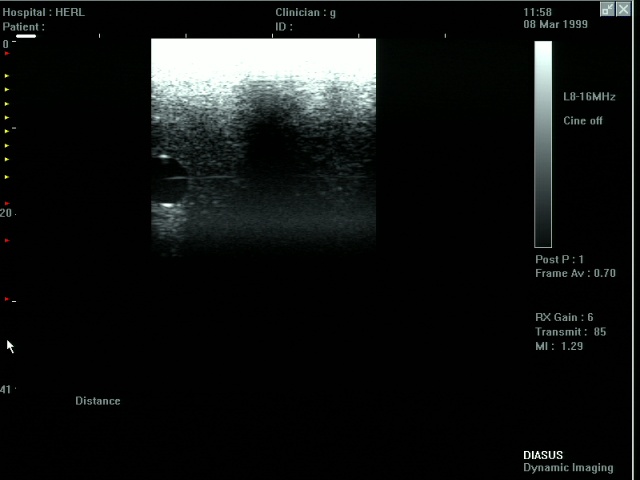 Hospital : HERL
Clinician : g
11:58
Patient :
ID :
08 Mar 1999
0
L8-16MHz
Cine off
20
Post P : 1
Frame Av : 0.70
RX Gain : 6
Transmit : 85
MI : 1.29
41
Distance
DIASUS
Dynamic Imaging